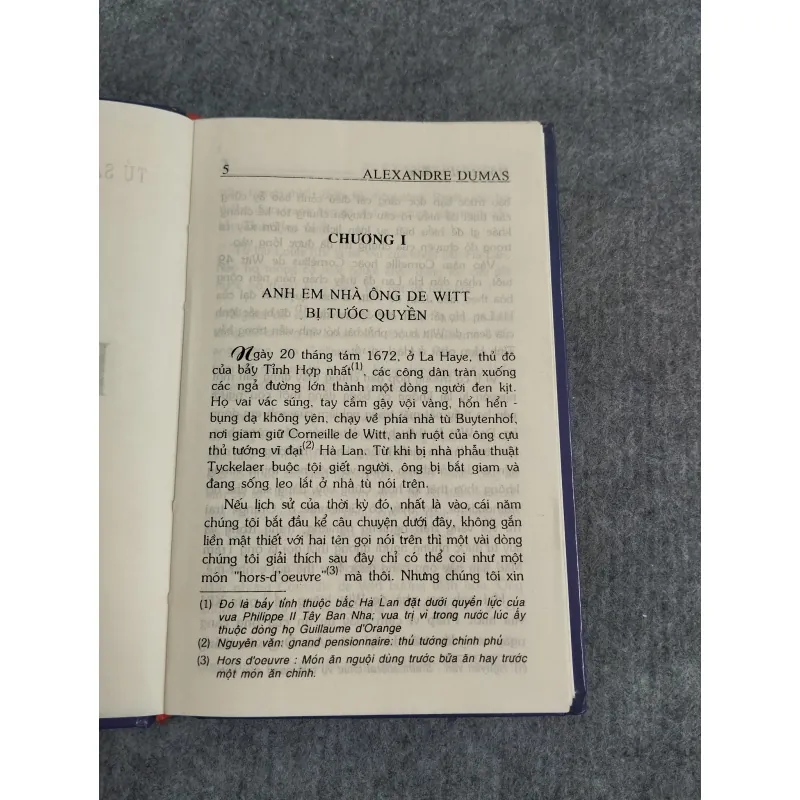 TỦ S
5
ALEXANDRE DUMAS
CHƯƠNG I
ANH EM NHÀ ÔNG DE WITT
BỊ TƯỚC QUYỀN
Ngày 20 tháng tám 1672, ở La Haye, thủ đô
của bảy Tỉnh Hợp nhất(1), các công dân tràn xuống
các ngả đường lớn thành một dòng người đen kịt.
Họ vai vác súng, tay cầm gậy vội vàng, hổn hển -
bụng dạ không yên, chạy về phía nhà tù Buytenhof,
nơi giam giữ Corneille de Witt, anh ruột của ông cựu
thủ tướng vĩ đại(2) Hà Lan. Từ khi bị nhà phẫu thuật
Tyckelaer buộc tội giết người, ông bị bắt giam và
đang sống leo lắt ở nhà tù nói trên.
Nếu lịch sử của thời kỳ đó, nhất là vào cái năm
chúng tôi bắt đầu kể câu chuyện dưới đây, không gắn
liền mật thiết với hai tên gọi nói trên thì một vài dòng
chúng tôi giải thích sau đây chỉ có thể coi như một
món "hors-d'oeuvre"(3) mà thôi. Nhưng chúng tôi xin
(1) Đó là bảy tỉnh thuộc bắc Hà Lan đặt dưới quyền lực của
vua Philippe II Tây Ban Nha; vua trị vì trong nước lúc ấy
thuộc dòng họ Guillaume d'Orange
(2) Nguyên văn: gnand pensionnaire: thủ tướng chính phủ
(3) Hors d'oeuvre : Món ăn nguội dùng trước bữa ăn hay trước
một món ăn chính.